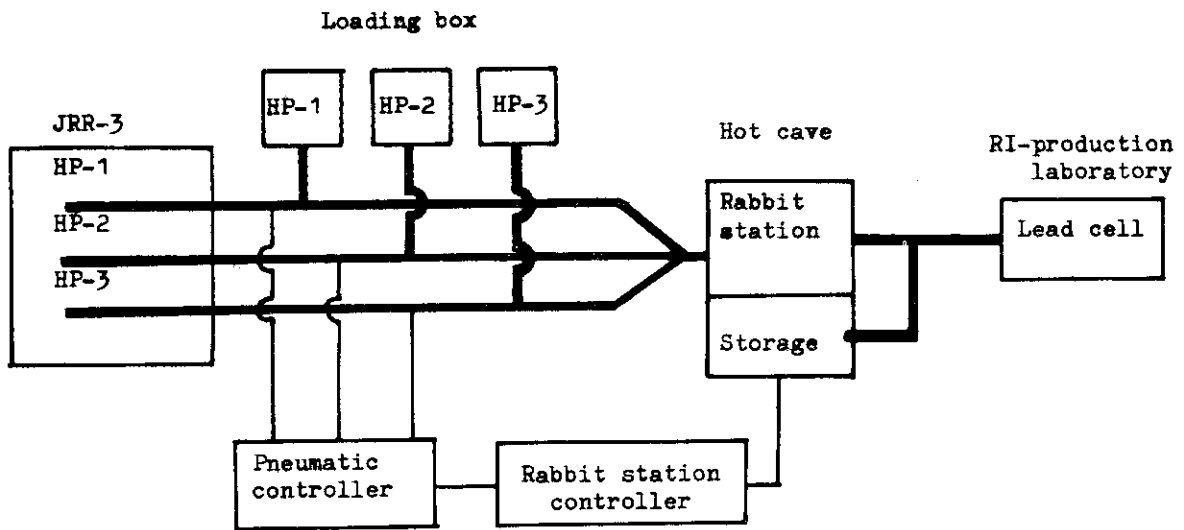 Loading box
HP-1
HP-2
HP-3
JRR-3
HP-1
HP-2
HP-3
Hot cave
Rabbit
station
Storage
RI-production
laboratory
Lead cell
Pneumatic
controller
Rabbit station
controller